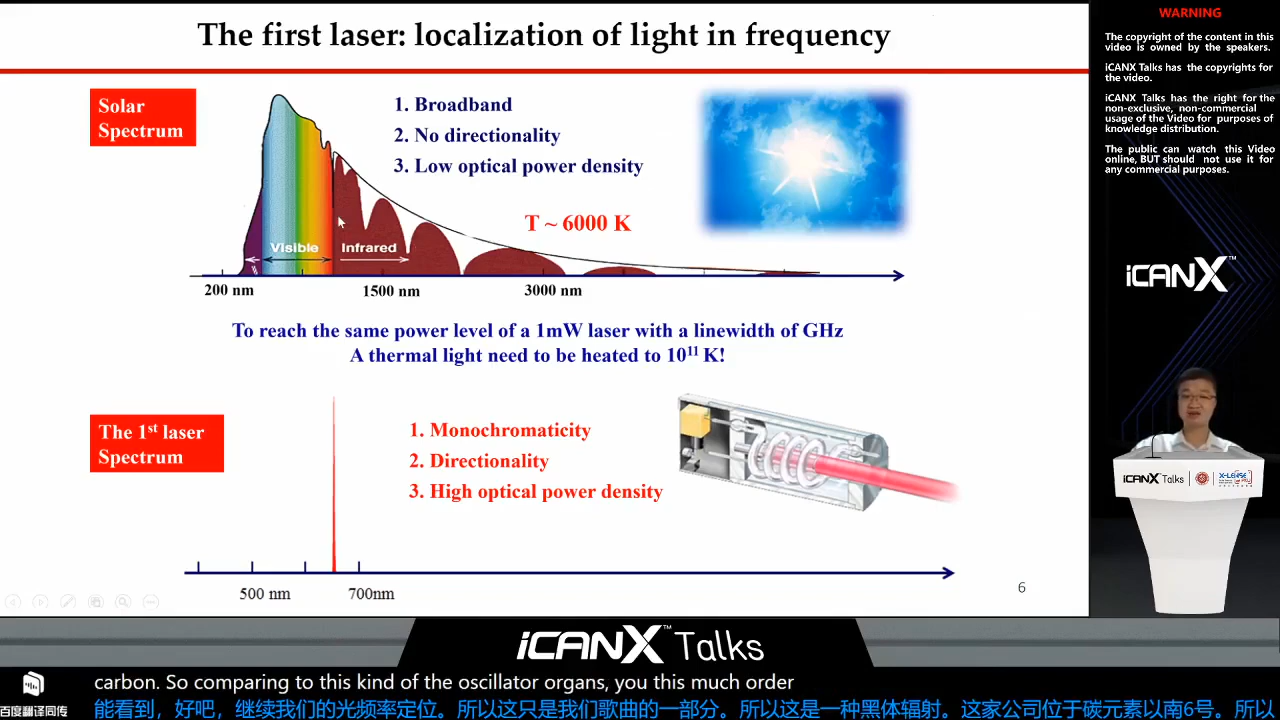 The first laser: localization of light in frequency
Solar
Spectrum
1. Broadband
2. No directionality
3. Low optical power density
T ~ 6000 K
Visible
Infrared
200 nm
1500 nm
3000 nm
To reach the same power level of a 1mW laser with a linewidth of GHz
A thermal light need to be heated to 10¹¹ K!
The 1st laser
Spectrum
1. Monochromaticity
2. Directionality
3. High optical power density
500 nm
700nm
6
WARNING
The copyright of the content in this
video is owned by the speakers.
iCANX Talks has the copyrights for
the video.
iCANX Talks has the right for the
non-exclusive, non-commercial
usage of the Video for purposes of
knowledge distribution.
The public can watch this Video
online, BUT should not use it for
any commercial purposes.
iCANX™
iCANX Talks
iCANX™ Talks
carbon. So comparing to this kind of the oscillator organs, you this much order
能看到，好吧，继续我们的光频率定位。所以这只是我们歌曲的一部分。所以这是一种黑体辐射。这家公司位于碳元素以南6号。所以
百度翻译同传